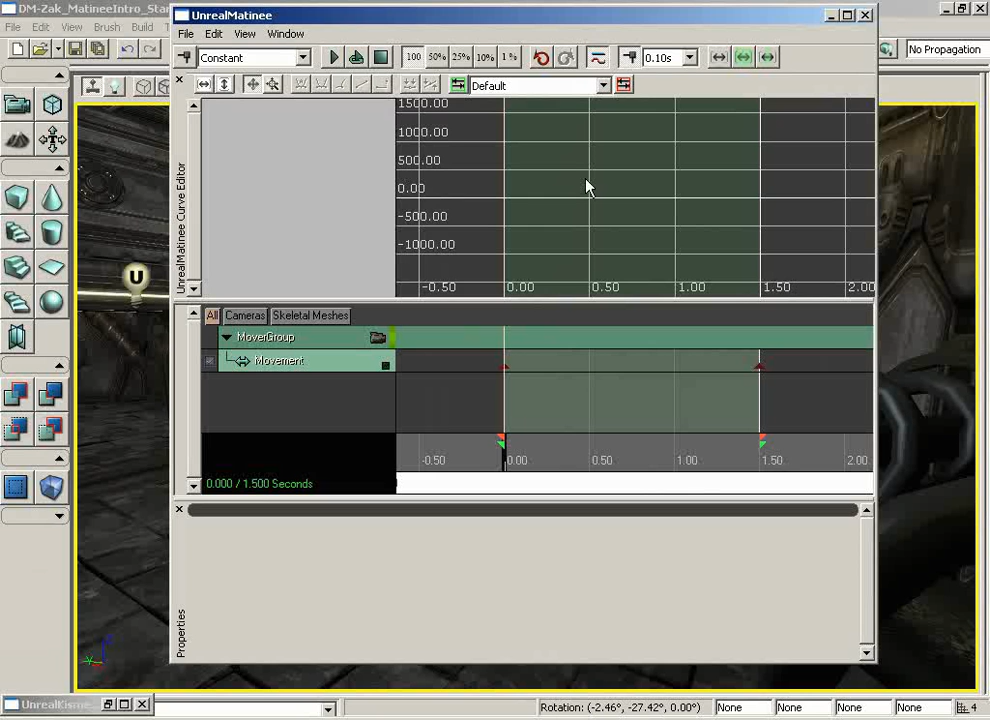 DM-Zak_MatineeIntro_Star
UnrealMatinee
File Edit View Brush Build
File Edit View Window
Constant
100 50% 25% 10% 1%
0.10s
No Propagation
Default
UnrealMatinee Curve Editor
1500.00
1000.00
500.00
0.00
-500.00
-1000.00
-0.50 0.00 0.50 1.00 1.50 2.00
U
All Cameras Skeletal Meshes
MoverGroup
Movement
-0.50 0.00 0.50 1.00 1.50 2.00
0.000 / 1.500 Seconds
Properties
UnrealKisme
Rotation: (-2.46°, -27.42°, 0.00°) None None None None 4